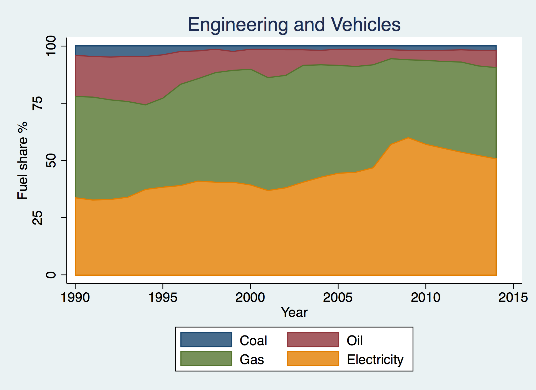 Engineering and Vehicles
Fuel share %
100
75
50
25
0
1990 1995 2000 2005 2010 2015
Year
Coal Oil
Gas Electricity